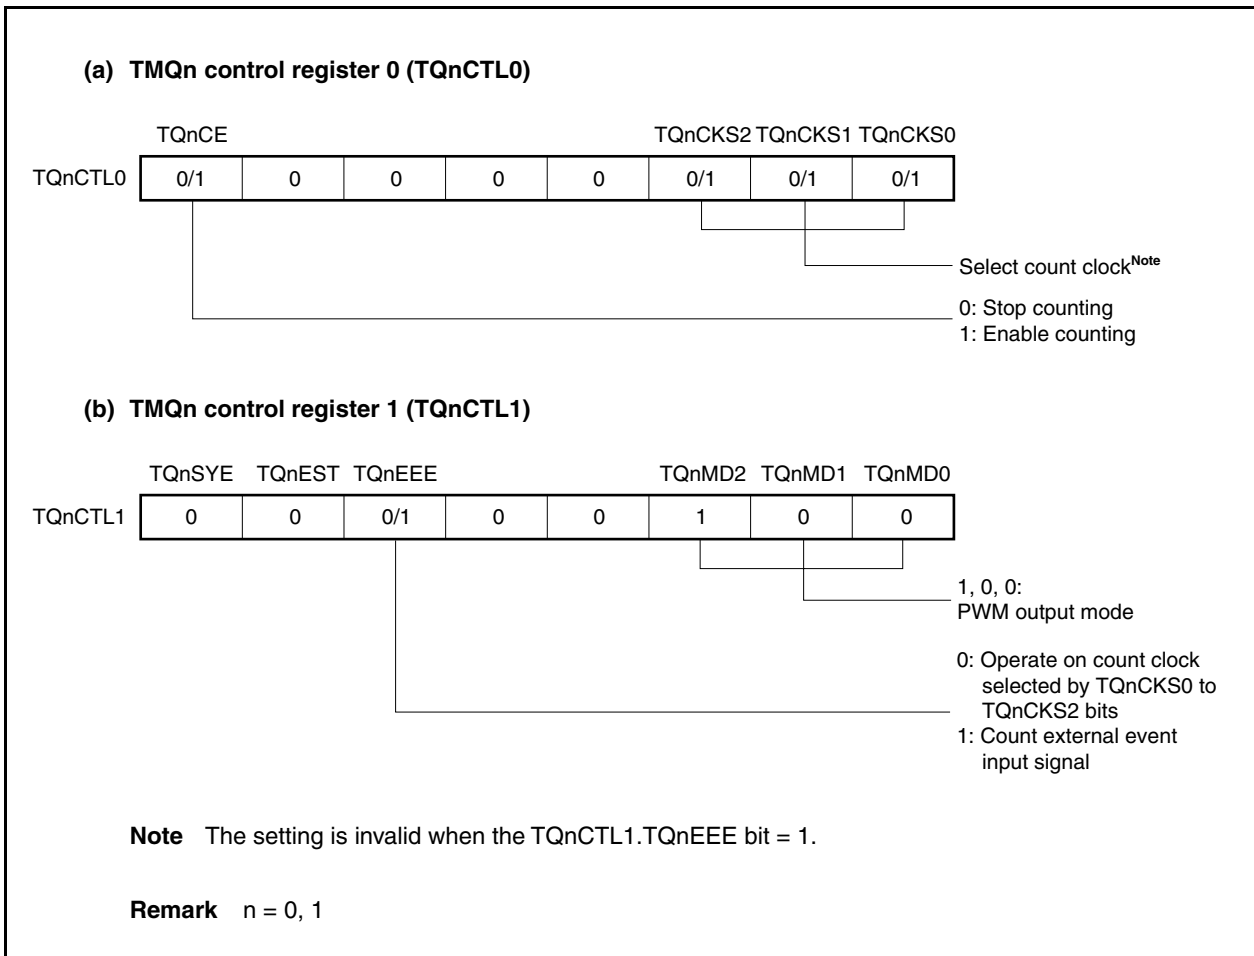 (a) TMQn control register 0 (TQnCTL0)
TQnCE TQnCKS2 TQnCKS1 TQnCKS0
TQnCTL0 0/1 0 0 0 0 0/1 0/1 0/1
Select count clockNote
0: Stop counting
1: Enable counting
(b) TMQn control register 1 (TQnCTL1)
TQnSYE TQnEST TQnEEE TQnMD2 TQnMD1 TQnMD0
TQnCTL1 0 0 0/1 0 0 1 0 0
1, 0, 0:
PWM output mode
0: Operate on count clock
selected by TQnCKS0 to
TQnCKS2 bits
1: Count external event
input signal
Note The setting is invalid when the TQnCTL1.TQnEEE bit = 1.
Remark n = 0, 1